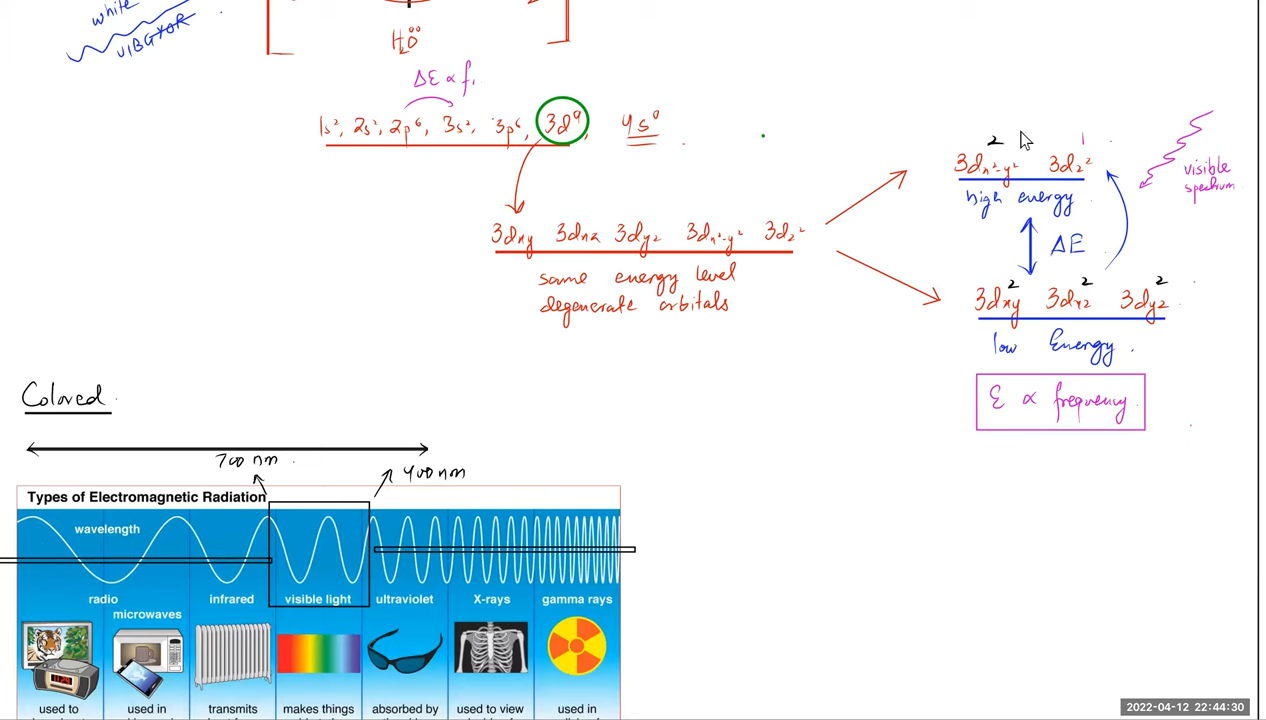 white
VIBGYOR
H₂O
ΔE ∝ f
1s², 2s², 2p⁶, 3s², 3p⁶, 3d⁹, 4s⁰
2 1
3dx²-y² 3dz²
high energy
visible
spectrum
ΔE
3dxy 3dxz 3dyz 3dx²-y² 3dz²
same energy level
degenerate orbitals
2 2 2
3dxy 3dxz 3dyz
low Energy
E ∝ frequency
Colored
700 nm
400 nm
Types of Electromagnetic Radiation
wavelength
radio
microwaves
infrared
visible light
ultraviolet
X-rays
gamma rays
used to
used in
transmits
makes things
absorbed by
used to view
used in
2022-04-12 22:44:30